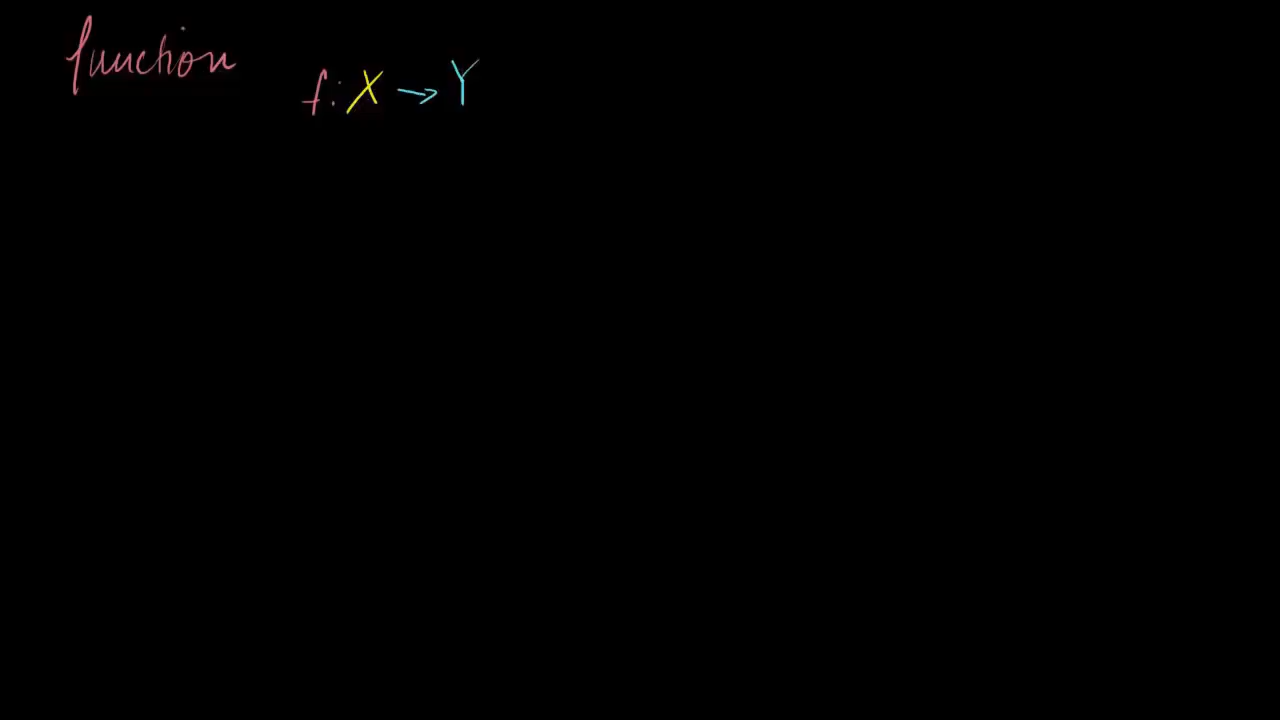 function
f: X → Y